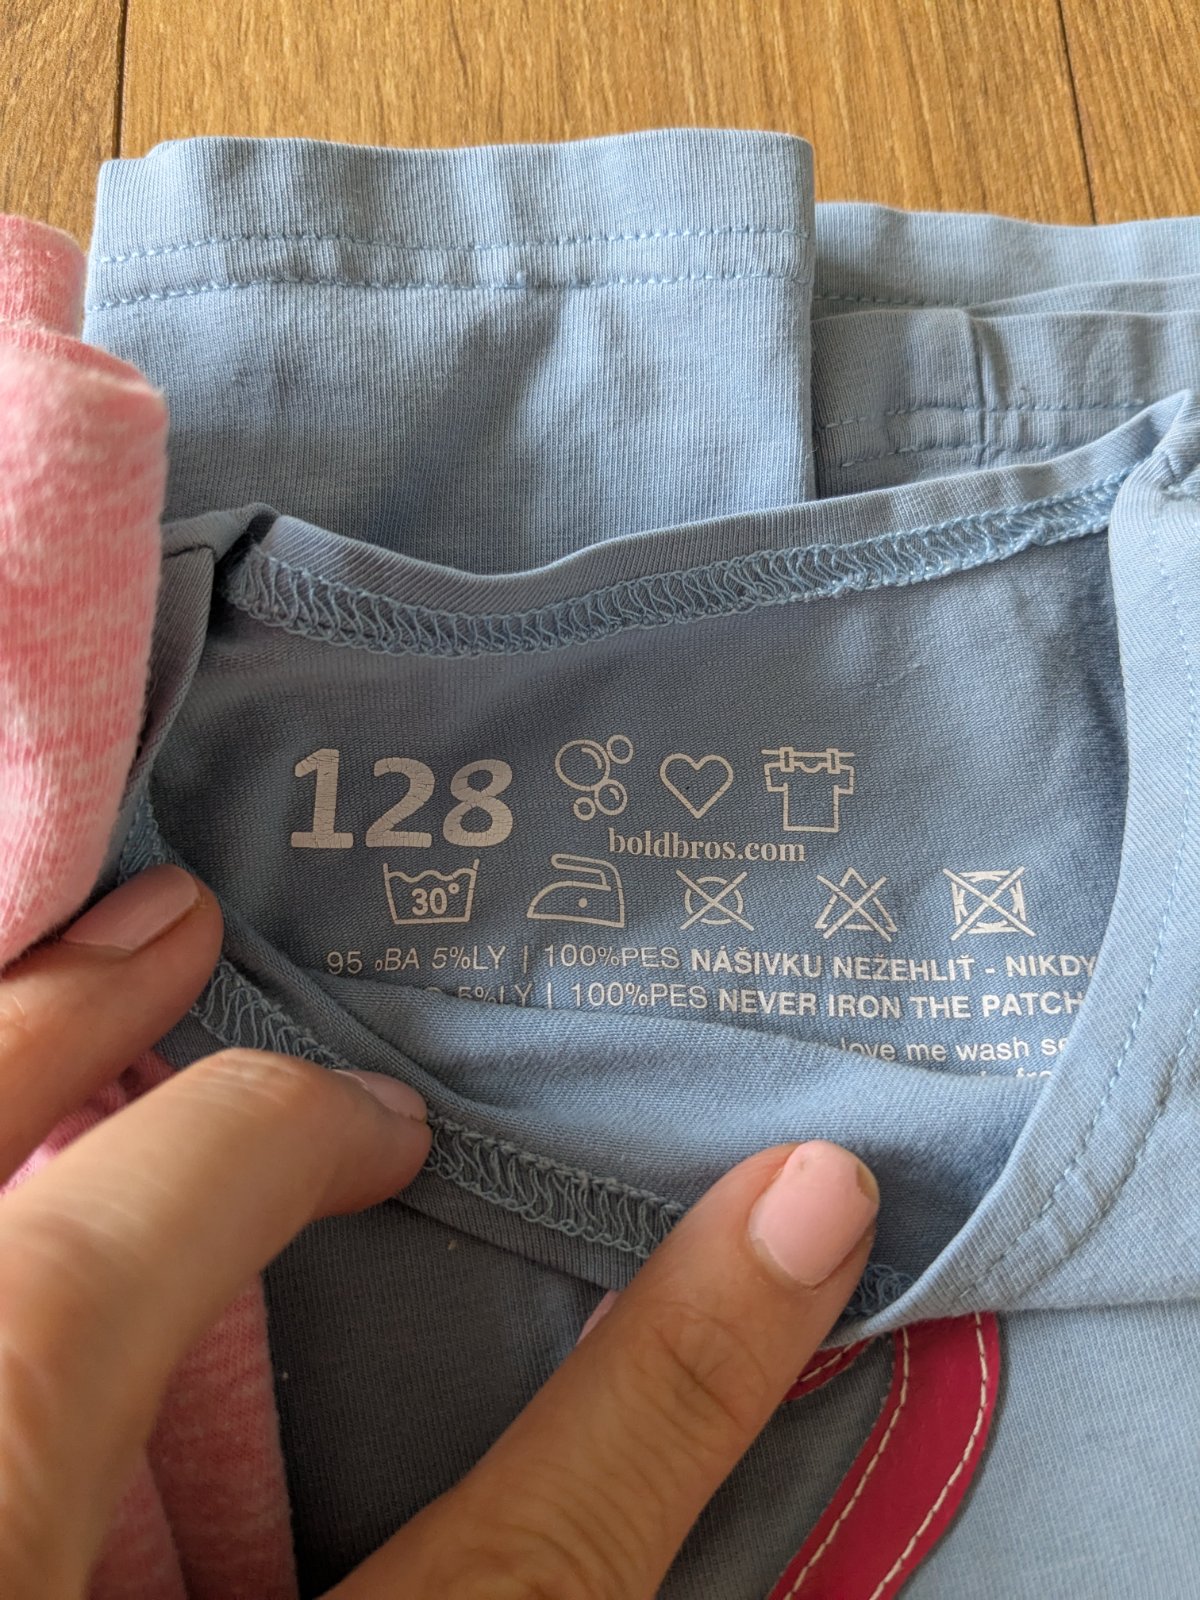 128
boldbros.com
30°
95 %BA 5%LY | 100%PES NÁŠIVKU NEŽEHLIŤ - NIKDY
5%LY | 100%PES NEVER IRON THE PATCH
love me wash